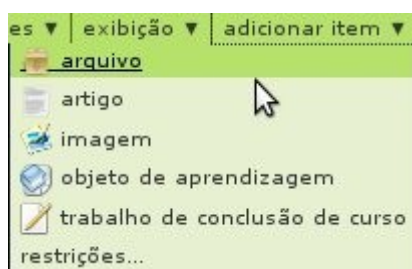 es ▼ exibição ▼ adicionar item ▼
arquivo
artigo
imagem
objeto de aprendizagem
trabalho de conclusão de curso
restrições...